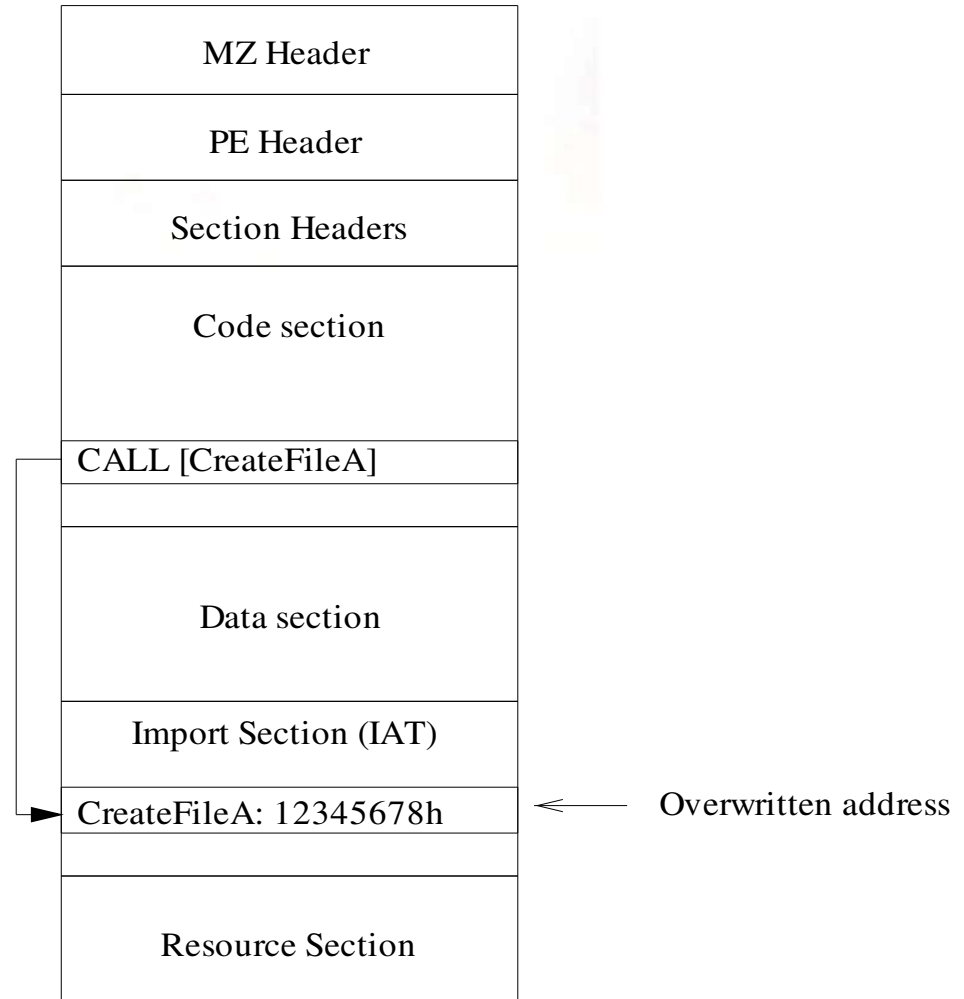 MZ Header
PE Header
Section Headers
Code section
CALL [CreateFileA]
Data section
Import Section (IAT)
CreateFileA: 12345678h
Overwritten address
Resource Section